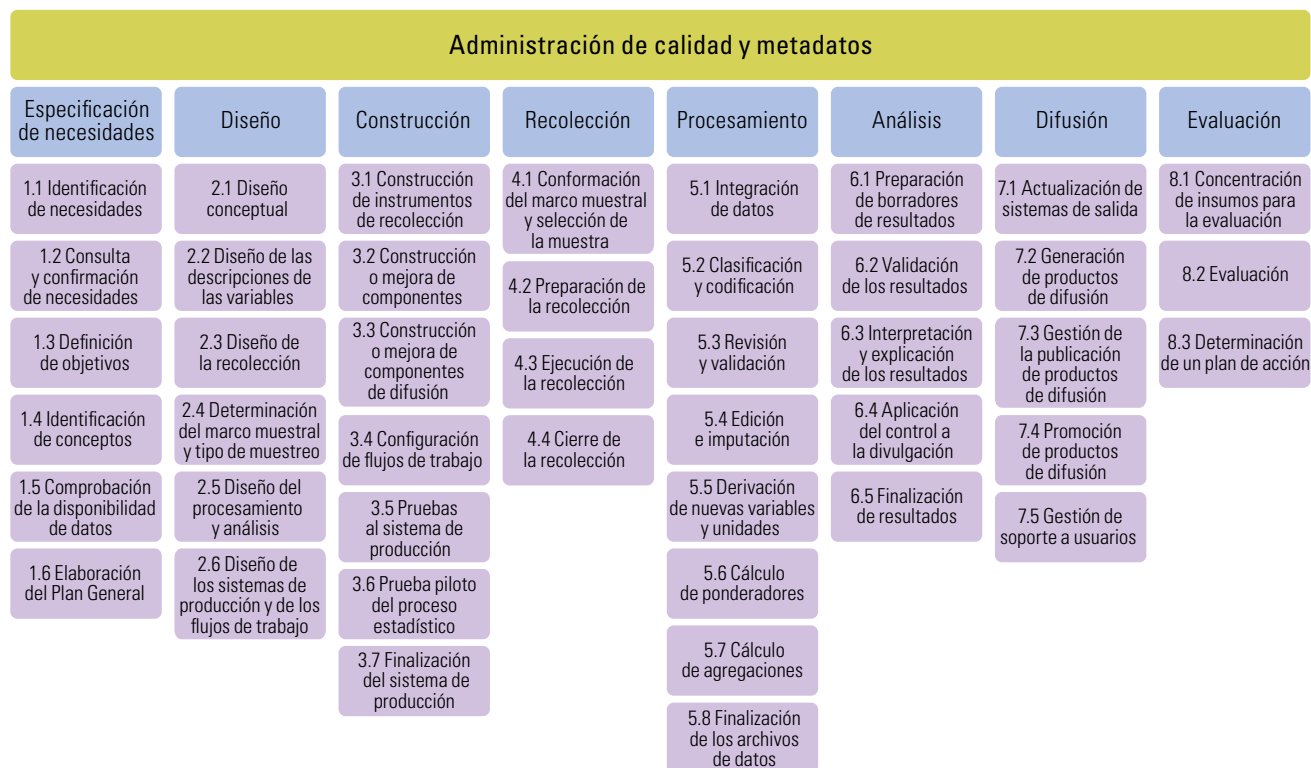 Administración de calidad y metadatos
Especificación
de necesidades
Diseño
Construcción
Recolección
Procesamiento
Análisis
Difusión
Evaluación
1.1 Identificación
de necesidades
1.2 Consulta
y confirmación
de necesidades
1.3 Definición
de objetivos
1.4 Identificación
de conceptos
1.5 Comprobación
de la disponibilidad
de datos
1.6 Elaboración
del Plan General
2.1 Diseño
conceptual
2.2 Diseño de las
descripciones de
las variables
2.3 Diseño de
la recolección
2.4 Determinación
del marco muestral
y tipo de muestreo
2.5 Diseño del
procesamiento
y análisis
2.6 Diseño de
los sistemas de
producción y de los
flujos de trabajo
3.1 Construcción
de instrumentos
de recolección
3.2 Construcción
o mejora de
componentes
3.3 Construcción
o mejora de
componentes
de difusión
3.4 Configuración
de flujos de trabajo
3.5 Pruebas
al sistema de
producción
3.6 Prueba piloto
del proceso
estadístico
3.7 Finalización
del sistema de
producción
4.1 Conformación
del marco muestral
y selección de
la muestra
4.2 Preparación de
la recolección
4.3 Ejecución de
la recolección
4.4 Cierre de
la recolección
5.1 Integración
de datos
5.2 Clasificación
y codificación
5.3 Revisión
y validación
5.4 Edición
e imputación
5.5 Derivación
de nuevas variables
y unidades
5.6 Cálculo
de ponderadores
5.7 Cálculo
de agregaciones
5.8 Finalización
de los archivos
de datos
6.1 Preparación
de borradores
de resultados
6.2 Validación
de los resultados
6.3 Interpretación
y explicación
de los resultados
6.4 Aplicación
del control a
la divulgación
6.5 Finalización
de resultados
7.1 Actualización de
sistemas de salida
7.2 Generación
de productos
de difusión
7.3 Gestión de
la publicación
de productos
de difusión
7.4 Promoción
de productos
de difusión
7.5 Gestión de
soporte a usuarios
8.1 Concentración
de insumos para
la evaluación
8.2 Evaluación
8.3 Determinación
de un plan de acción